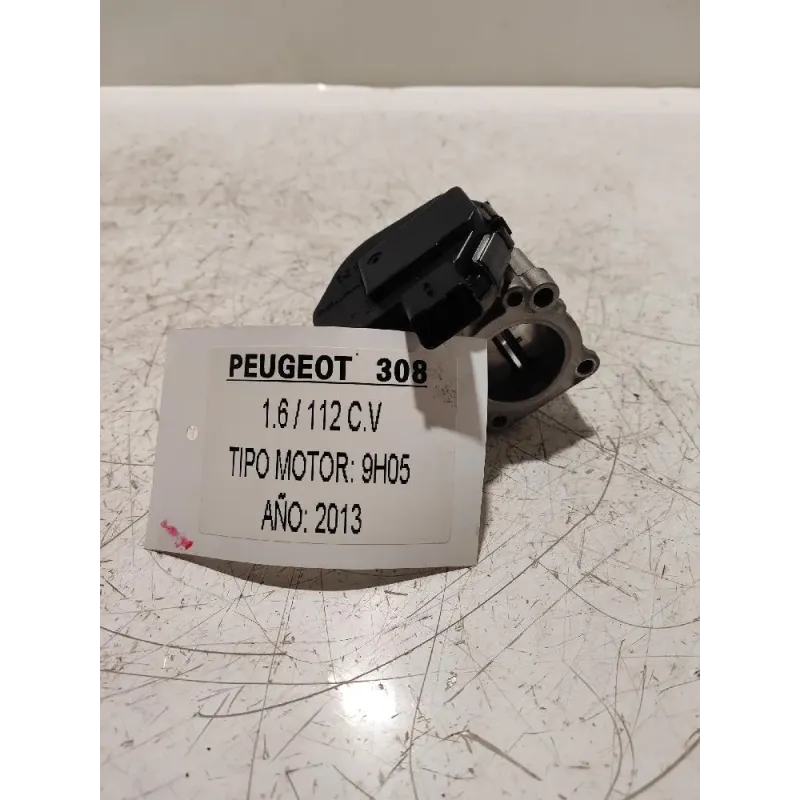 PEUGEOT 308
1.6 / 112 C.V
TIPO MOTOR: 9H05
AÑO: 2013